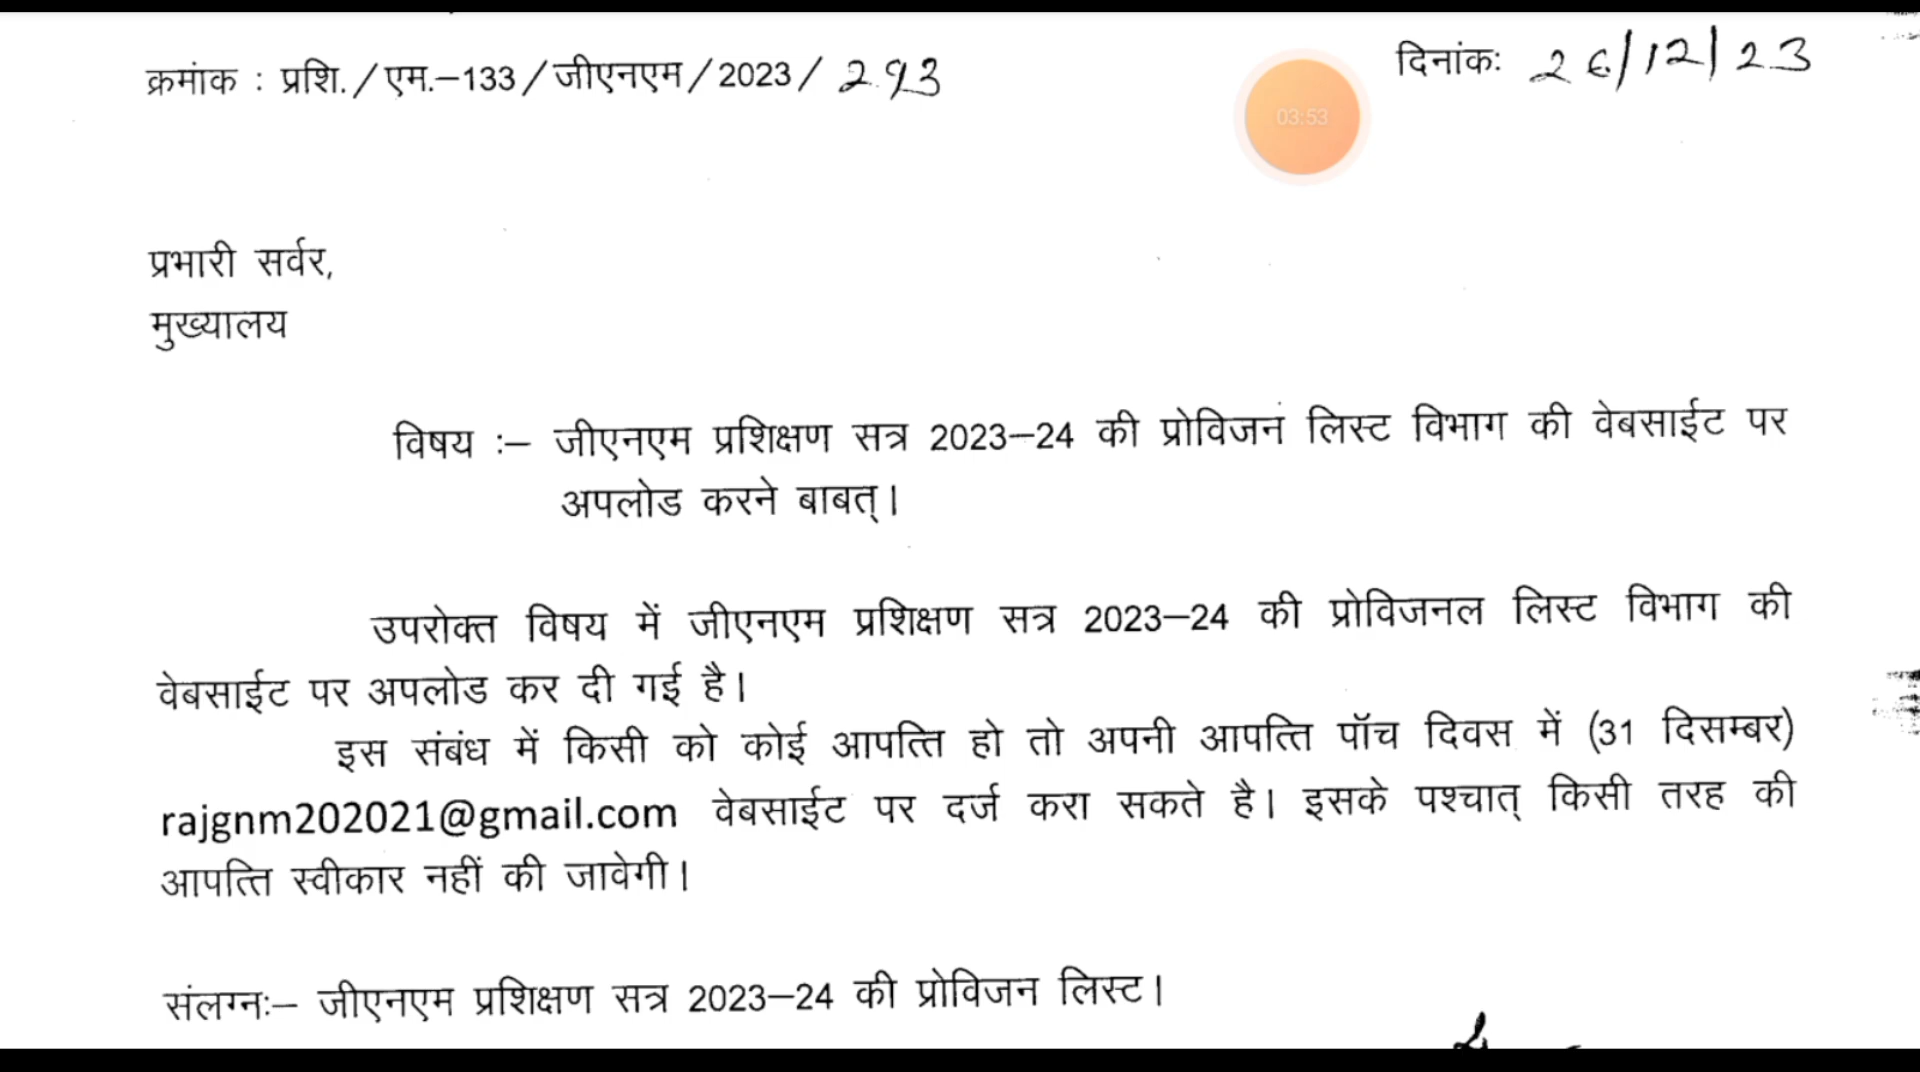 क्रमांक : प्रशि./एम.–133/जीएनएम/2023/ 293
दिनांकः 26/12/23
03:53
प्रभारी सर्वर,
मुख्यालय
विषय :– जीएनएम प्रशिक्षण सत्र 2023–24 की प्रोविजनं लिस्ट विभाग की वेबसाईट पर
अपलोड करने बाबत्।
उपरोक्त विषय में जीएनएम प्रशिक्षण सत्र 2023–24 की प्रोविजनल लिस्ट विभाग की
वेबसाईट पर अपलोड कर दी गई है।
इस संबंध में किसी को कोई आपत्ति हो तो अपनी आपत्ति पॉच दिवस में (31 दिसम्बर)
rajgnm202021@gmail.com वेबसाईट पर दर्ज करा सकते है। इसके पश्चात् किसी तरह की
आपत्ति स्वीकार नहीं की जावेगी।
संलग्नः– जीएनएम प्रशिक्षण सत्र 2023–24 की प्रोविजन लिस्ट।